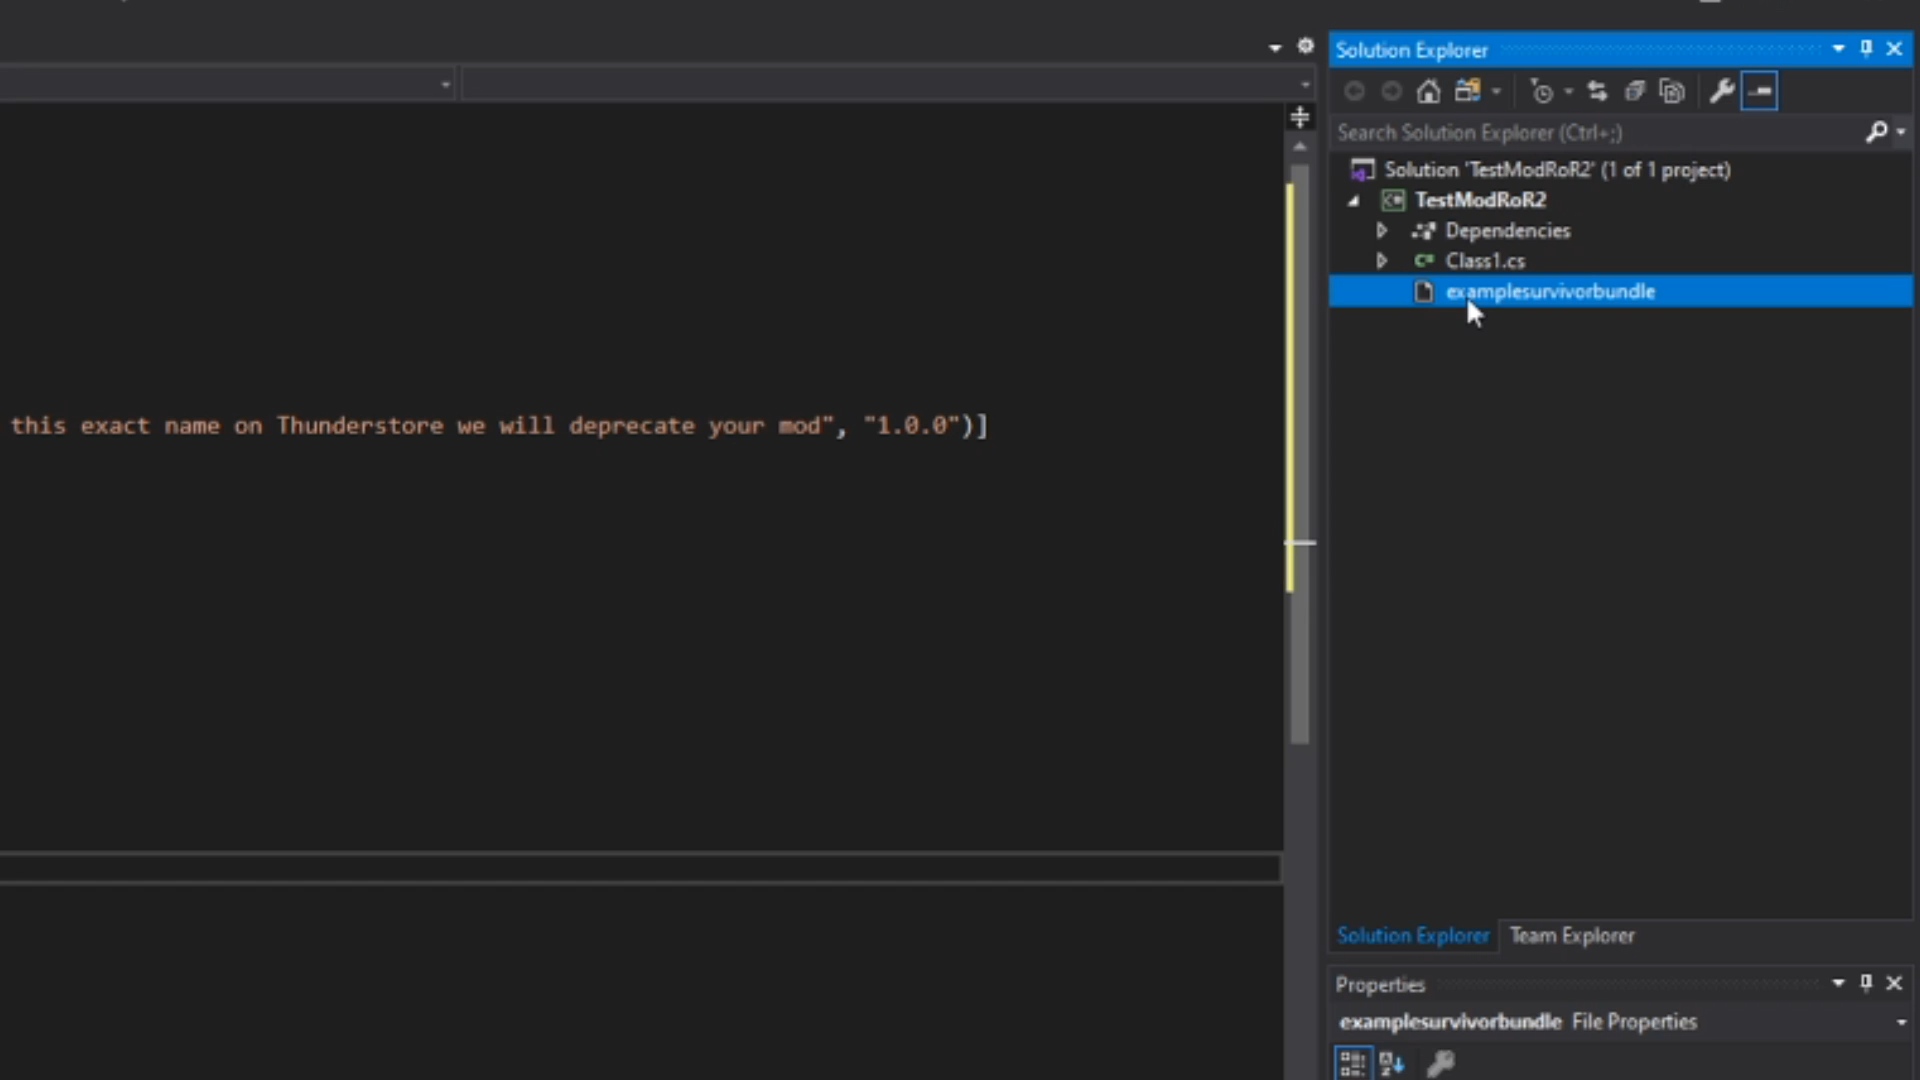 Solution Explorer
Search Solution Explorer (Ctrl+;)
Solution 'TestModRoR2' (1 of 1 project)
TestModRoR2
Dependencies
C# Class1.cs
examplesurvivorbundle
this exact name on Thunderstore we will deprecate your mod", "1.0.0")]
Solution Explorer Team Explorer
Properties
examplesurvivorbundle File Properties